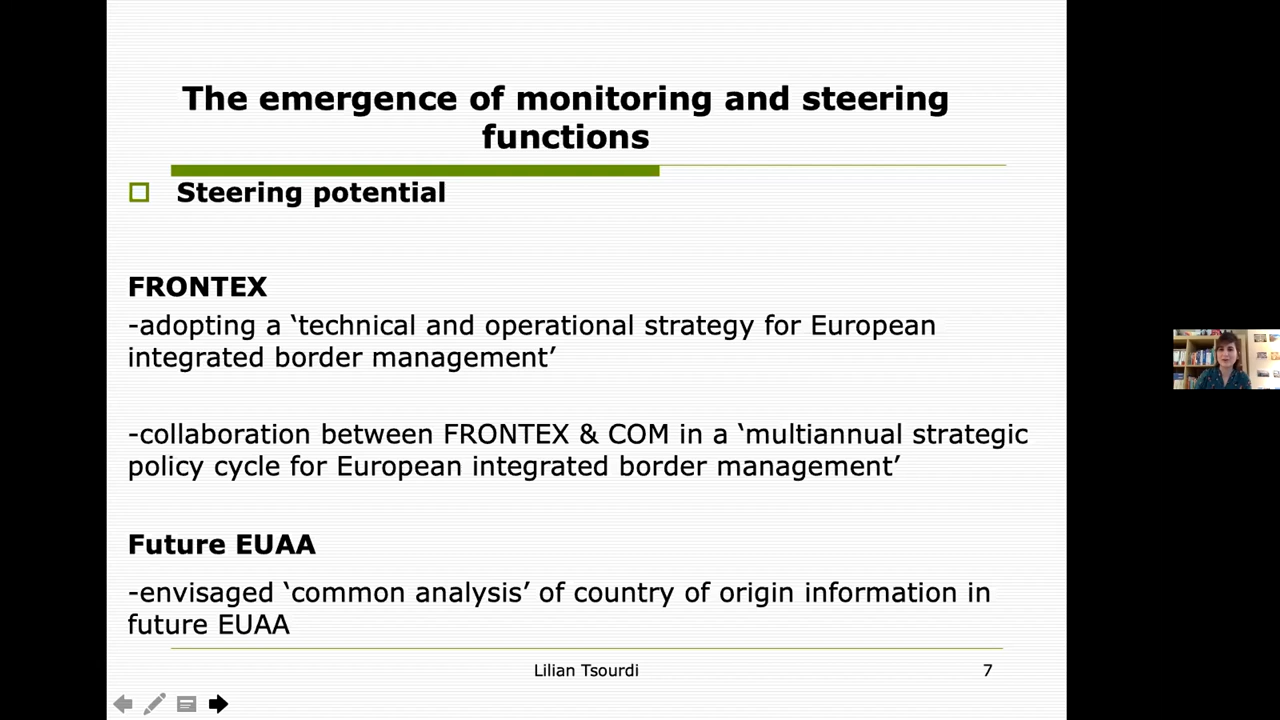 The emergence of monitoring and steering
functions
Steering potential
FRONTEX
-adopting a ‘technical and operational strategy for European
integrated border management’
-collaboration between FRONTEX & COM in a ‘multiannual strategic
policy cycle for European integrated border management’
Future EUAA
-envisaged ‘common analysis’ of country of origin information in
future EUAA
Lilian Tsourdi
7